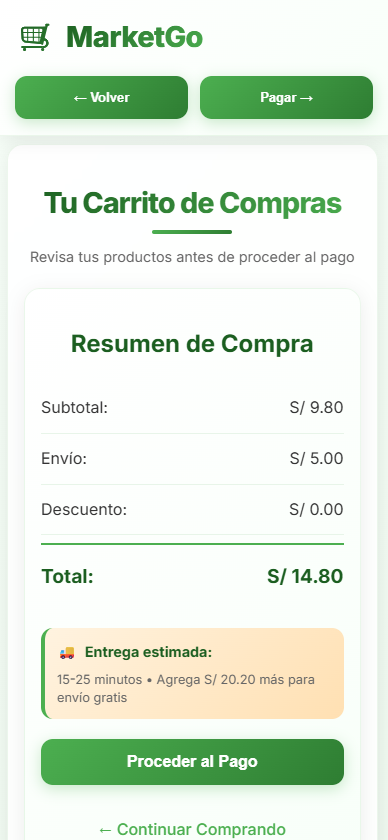 MarketGo
← Volver
Pagar →
Tu Carrito de Compras
Revisa tus productos antes de proceder al pago
Resumen de Compra
Subtotal: S/ 9.80
Envío: S/ 5.00
Descuento: S/ 0.00
Total: S/ 14.80
Entrega estimada:
15-25 minutos • Agrega S/ 20.20 más para
envío gratis
Proceder al Pago
← Continuar Comprando